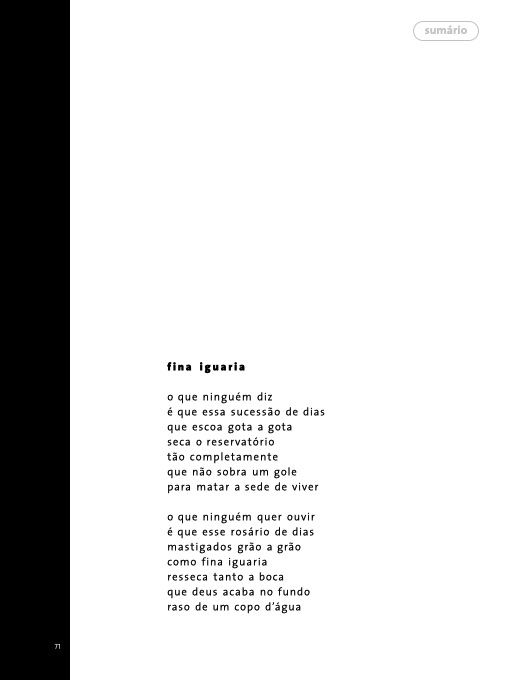 sumário
fina iguaria
o que ninguém diz
é que essa sucessão de dias
que escoa gota a gota
seca o reservatório
tão completamente
que não sobra um gole
para matar a sede de viver
o que ninguém quer ouvir
é que esse rosário de dias
mastigados grão a grão
como fina iguaria
resseca tanto a boca
que deus acaba no fundo
raso de um copo d’água
71